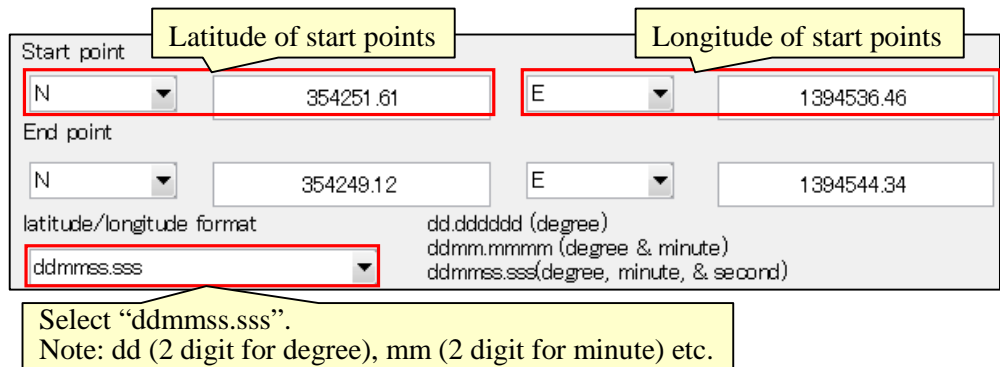 Latitude of start points
Longitude of start points
Start point
N
354251.61
E
1394536.46
End point
N
354249.12
E
1394544.34
latitude/longitude format
dd.dddddd (degree)
ddmm.mmmm (degree & minute)
ddmmss.sss
ddmmss.sss(degree, minute, & second)
Select “ddmmss.sss”.
Note: dd (2 digit for degree), mm (2 digit for minute) etc.